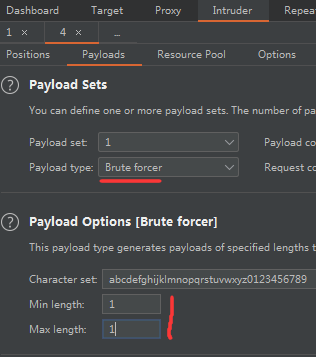 Dashboard Target Proxy Intruder Repea
1 × 4 × ...
Positions Payloads Resource Pool Options
? Payload Sets
You can define one or more payload sets. The number of pa
Payload set: 1 Payload co
Payload type: Brute forcer Request co
? Payload Options [Brute forcer]
This payload type generates payloads of specified lengths t
Character set: abcdefghijklmnopqrstuvwxyz0123456789
Min length: 1
Max length: 1